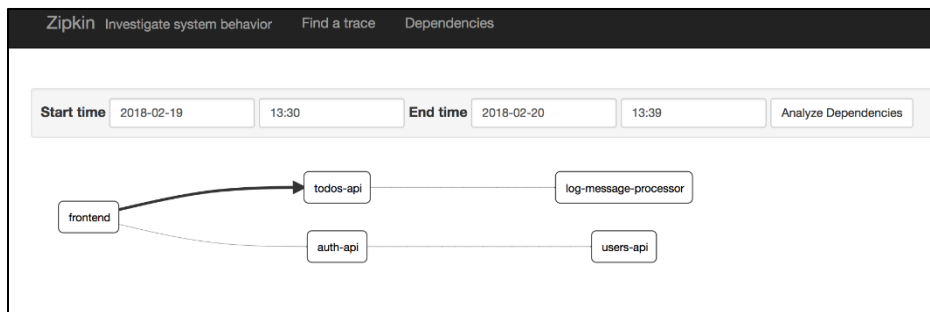 Zipkin Investigate system behavior Find a trace Dependencies
Start time 2018-02-19 13:30 End time 2018-02-20 13:39 Analyze Dependencies
todos-api log-message-processor
frontend
auth-api users-api